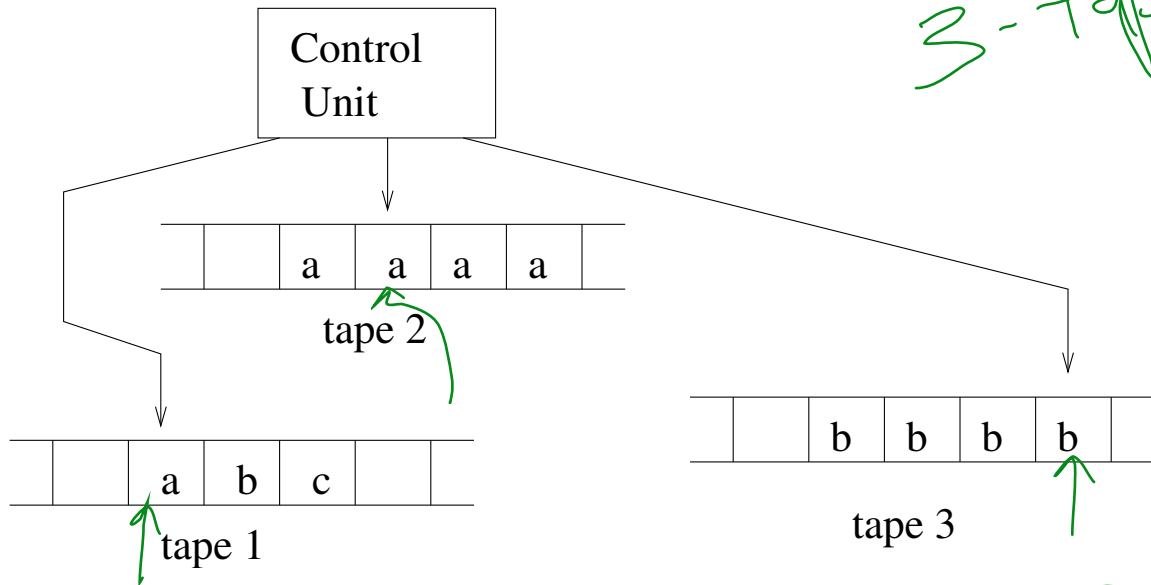 Control
Unit
a a a a
tape 2
a b c
tape 1
b b b b
tape 3